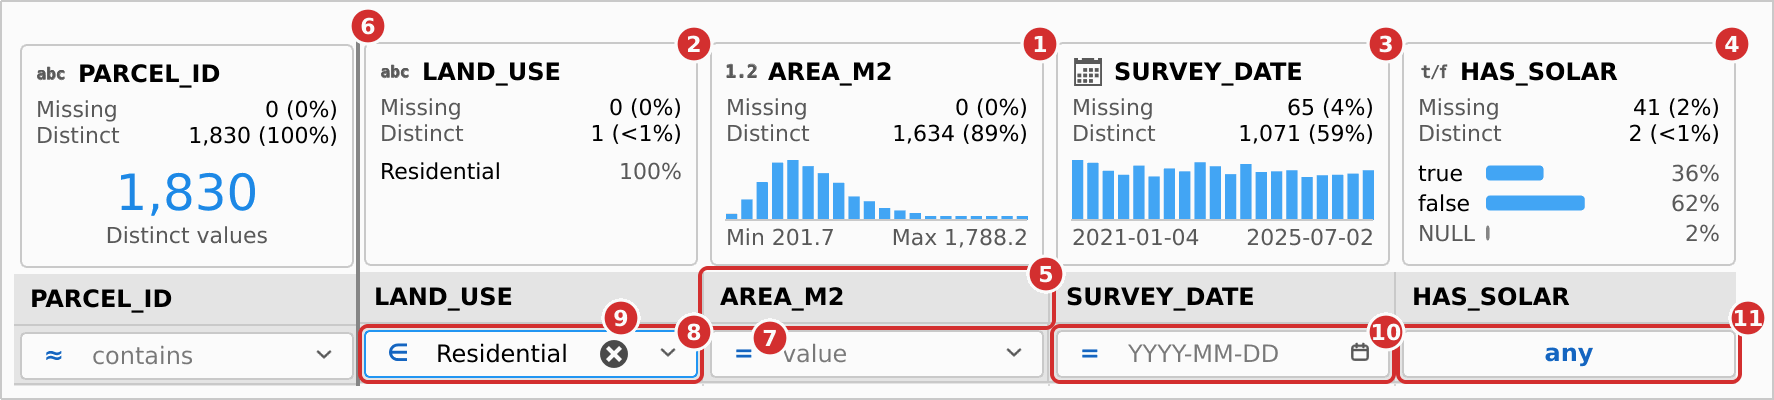 6
2
1
3
4
abc PARCEL_ID
Missing 0 (0%)
Distinct 1,830 (100%)
1,830
Distinct values
abc LAND_USE
Missing 0 (0%)
Distinct 1 (<1%)
Residential 100%
1.2 AREA_M2
Missing 0 (0%)
Distinct 1,634 (89%)
Min 201.7 Max 1,788.2
SURVEY_DATE
Missing 65 (4%)
Distinct 1,071 (59%)
2021-01-04 2025-07-02
t/f HAS_SOLAR
Missing 41 (2%)
Distinct 2 (<1%)
true 36%
false 62%
NULL 2%
5
PARCEL_ID LAND_USE AREA_M2 SURVEY_DATE HAS_SOLAR
9 8 7 10 11
≈ contains ∈ Residential = value = YYYY-MM-DD any